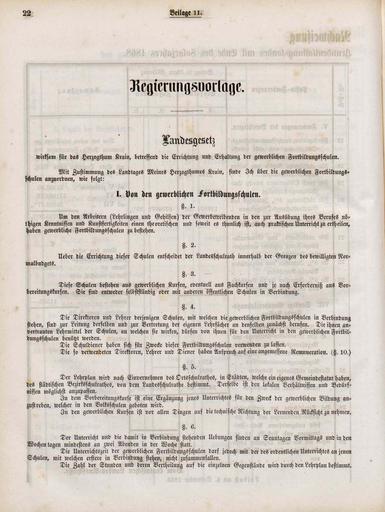 22
Beilage 11.
Regierungsvorlage.
Landesgesetz
wirksam für das Herzogthum Krain, betreffend die Errichtung und Erhaltung der gewerblichen Fortbildungsschulen.
Mit Zustimmung des Landtages Meines Herzogthumes Krain, finde Ich über die gewerblichen Fortbildungs-
schulen anzuordnen, wie folgt:
I. Von den gewerblichen Fortbildungsschulen.
§. 1.
Um den Arbeitern (Lehrlingen und Gehilfen) der Gewerbetreibenden in den zur Ausübung ihres Berufes nö-
thigen Kenntnissen und Kunstfertigkeiten einen theoretischen und soweit es thunlich ist, auch praktischen Unterricht zu ertheilen,
haben gewerbliche Fortbildungsschulen zu bestehen.
§. 2.
Ueber die Errichtung dieser Schulen entscheidet der Landesschulrath innerhalb der Grenzen des bewilligten Nor-
malbudgets.
§. 3.
Diese Schulen bestehen aus gewerblichen Kursen, eventuel aus Fachkursen und je nach Erforderniß aus Vor-
bereitungskursen. Sie sind entweder selbstständig oder mit anderen öffentlichen Schulen in Verbindung.
§. 4.
Die Direktoren und Lehrer derjenigen Schulen, mit welchen die gewerblichen Fortbildungsschulen in Verbindung
stehen, sind zur Leitung derselben und zur Vertretung der eigenen Lehrfächer an denselben zunächst berufen. Die ihnen an-
vertrauten Lehrmittel der Schulen, an welchen sie wirken, dürfen von ihnen für den Unterricht in den gewerblichen Fort-
bildungsschulen benützt werden.
Die Schuldiener haben sich für Zwecke dieser Fortbildungsschulen verwenden zu lassen.
Die so verwendeten Direktoren, Lehrer und Diener haben Anspruch auf eine angemessene Remuneration. (§. 10.)
§. 5.
Der Lehrplan wird nach Einvernehmen des Ortsschulrathes, in Städten, welche ein eigenes Gemeindestatut haben,
des städtischen Bezirksschulrathes, von dem Landesschulrathe bestimmt. Derselbe ist den lokalen Verhältnissen und Bedürf-
nissen möglichst anzupassen.
In dem Vorbereitungskurse ist eine Ergänzung jenes Unterrichtes für den Zweck der gewerblichen Bildung an-
zustreben, welcher in den Volksschulen gelehrt wird.
In den gewerblichen Kursen ist vor allen Dingen auf die technische Richtung der Lernenden Rücksicht zu nehmen.
§. 6.
Der Unterricht und die damit in Verbindung stehenden Uebungen finden an Sonntagen Vormittags und in den
Wochentagen mindestens an zwei Abenden in der Woche statt.
Die Unterrichtszeit der gewerblichen Fortbildungsschulen darf jedoch mit des ordentlichen Unterrichtes an jenen
Schulen, mit welchen erstere in Verbindung stehen, nicht zusammenfallen.
Die Zahl der Stunden und deren Vertheilung auf die einzelnen Gegenstände wird durch den Lehrplan bestimmt.